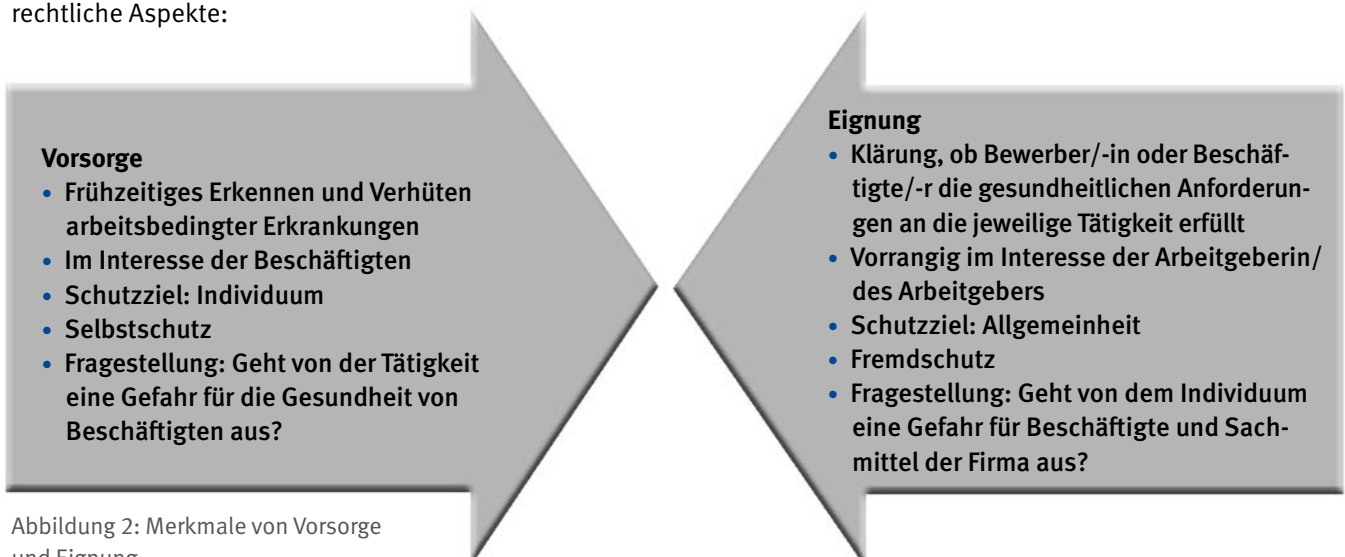 rechtliche Aspekte:
Vorsorge
• Frühzeitiges Erkennen und Verhüten
arbeitsbedingter Erkrankungen
• Im Interesse der Beschäftigten
• Schutzziel: Individuum
• Selbstschutz
• Fragestellung: Geht von der Tätigkeit
eine Gefahr für die Gesundheit von
Beschäftigten aus?
Eignung
• Klärung, ob Bewerber/-in oder Beschäf-
tigte/-r die gesundheitlichen Anforderun-
gen an die jeweilige Tätigkeit erfüllt
• Vorrangig im Interesse der Arbeitgeberin/
des Arbeitgebers
• Schutzziel: Allgemeinheit
• Fremdschutz
• Fragestellung: Geht von dem Individuum
eine Gefahr für Beschäftigte und Sach-
mittel der Firma aus?
Abbildung 2: Merkmale von Vorsorge
und Eignung